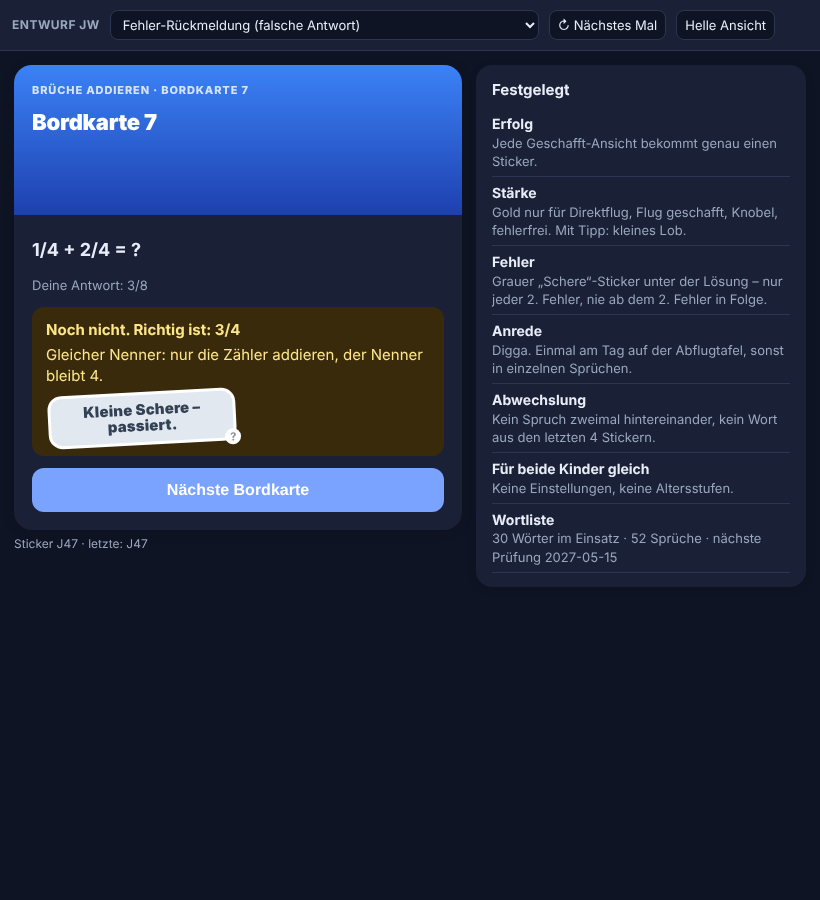 ENTWURF JW
Fehler-Rückmeldung (falsche Antwort)
↻ Nächstes Mal
Helle Ansicht
BRÜCHE ADDIEREN · BORDKARTE 7
Bordkarte 7
1/4 + 2/4 = ?
Deine Antwort: 3/8
Noch nicht. Richtig ist: 3/4
Gleicher Nenner: nur die Zähler addieren, der Nenner
bleibt 4.
Kleine Schere –
passiert.
?
Nächste Bordkarte
Sticker J47 · letzte: J47
Festgelegt
Erfolg
Jede Geschafft-Ansicht bekommt genau einen
Sticker.
Stärke
Gold nur für Direktflug, Flug geschafft, Knobel,
fehlerfrei. Mit Tipp: kleines Lob.
Fehler
Grauer „Schere“-Sticker unter der Lösung – nur
jeder 2. Fehler, nie ab dem 2. Fehler in Folge.
Anrede
Digga. Einmal am Tag auf der Abflugtafel, sonst
in einzelnen Sprüchen.
Abwechslung
Kein Spruch zweimal hintereinander, kein Wort
aus den letzten 4 Stickern.
Für beide Kinder gleich
Keine Einstellungen, keine Altersstufen.
Wortliste
30 Wörter im Einsatz · 52 Sprüche · nächste
Prüfung 2027-05-15